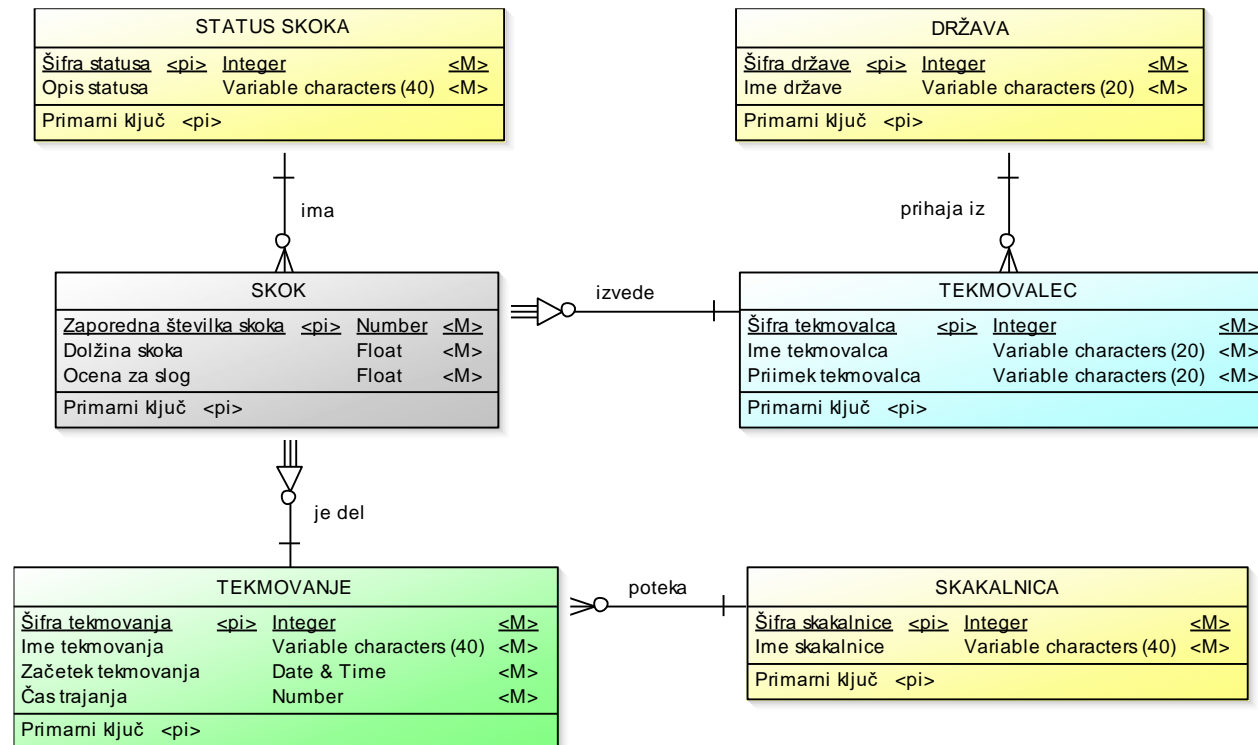 STATUS SKOKA
Šifra statusa <pi> Integer <M>
Opis statusa Variable characters (40) <M>
Primarni ključ <pi>
DRŽAVA
Šifra države <pi> Integer <M>
Ime države Variable characters (20) <M>
Primarni ključ <pi>
ima
prihaja iz
SKOK
Zaporedna številka skoka <pi> Number <M>
Dolžina skoka Float <M>
Ocena za slog Float <M>
Primarni ključ <pi>
izvede
TEKMOVALEC
Šifra tekmovalca <pi> Integer <M>
Ime tekmovalca Variable characters (20) <M>
Priimek tekmovalca Variable characters (20) <M>
Primarni ključ <pi>
je del
TEKMOVANJE
Šifra tekmovanja <pi> Integer <M>
Ime tekmovanja Variable characters (40) <M>
Začetek tekmovanja Date & Time <M>
Čas trajanja Number <M>
Primarni ključ <pi>
poteka
SKAKALNICA
Šifra skakalnice <pi> Integer <M>
Ime skakalnice Variable characters (40) <M>
Primarni ključ <pi>